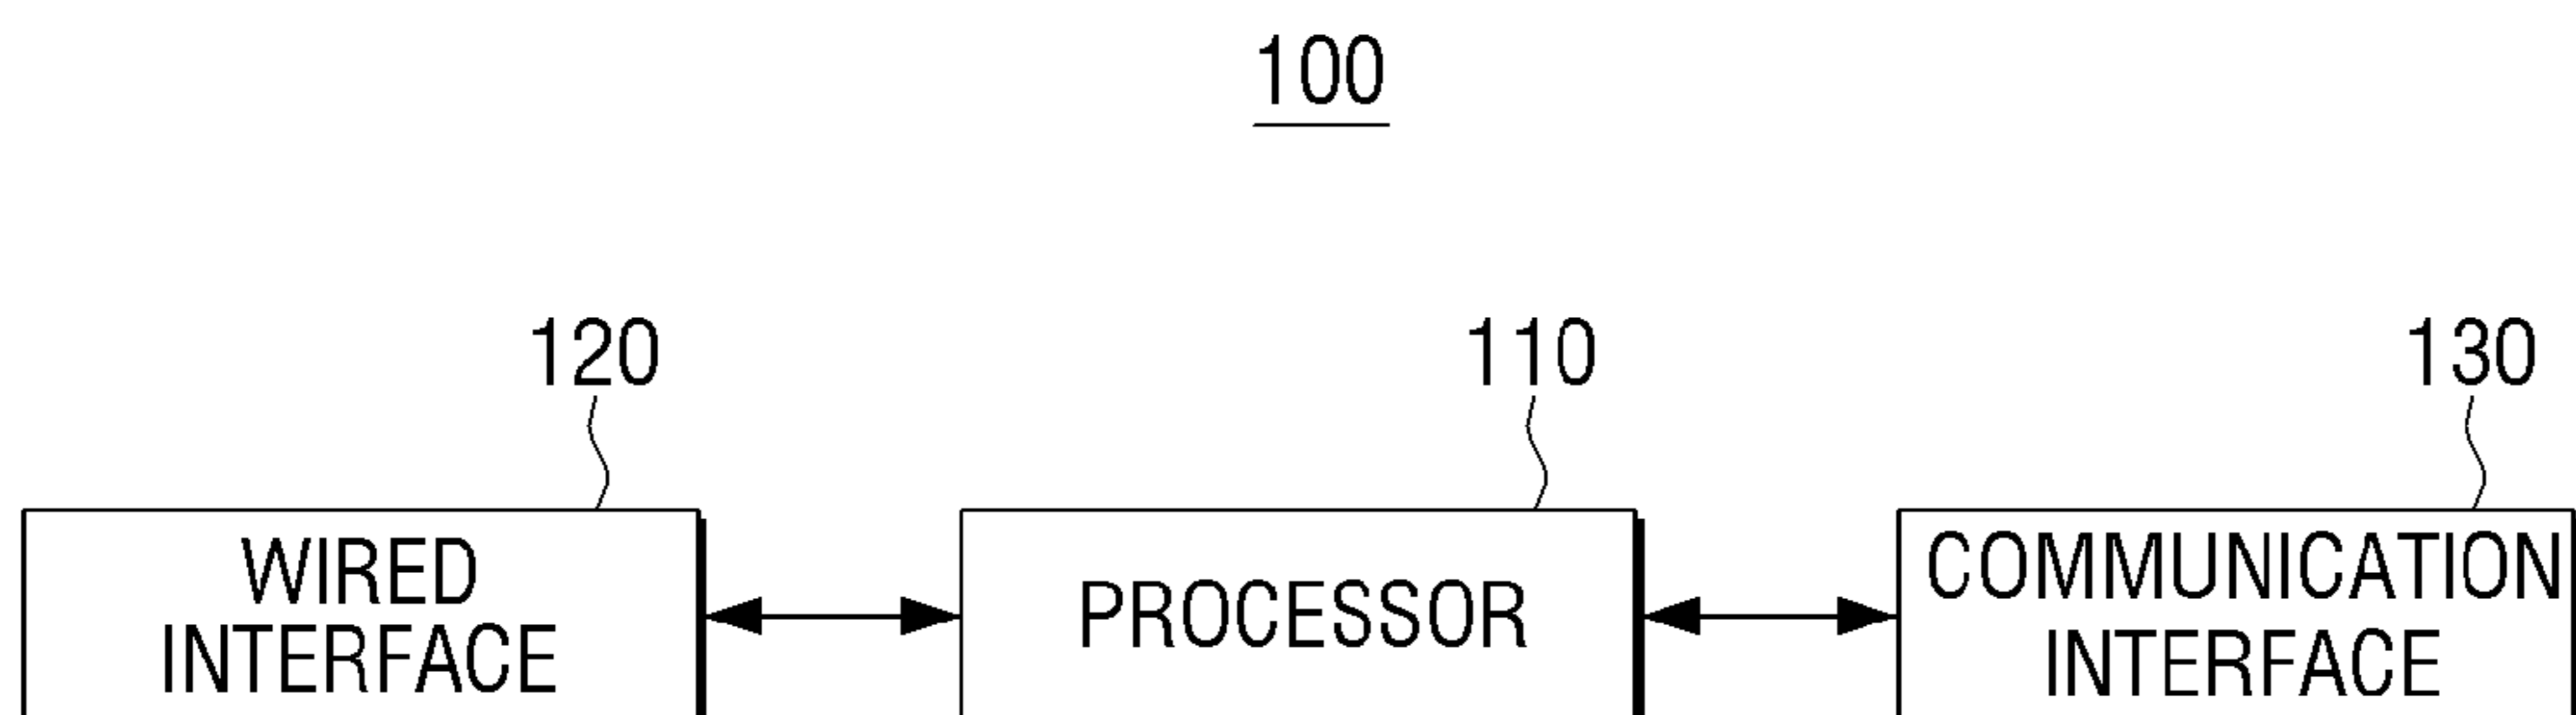 100
120
110
130
WIRED
INTERFACE
PROCESSOR
COMMUNICATION
INTERFACE